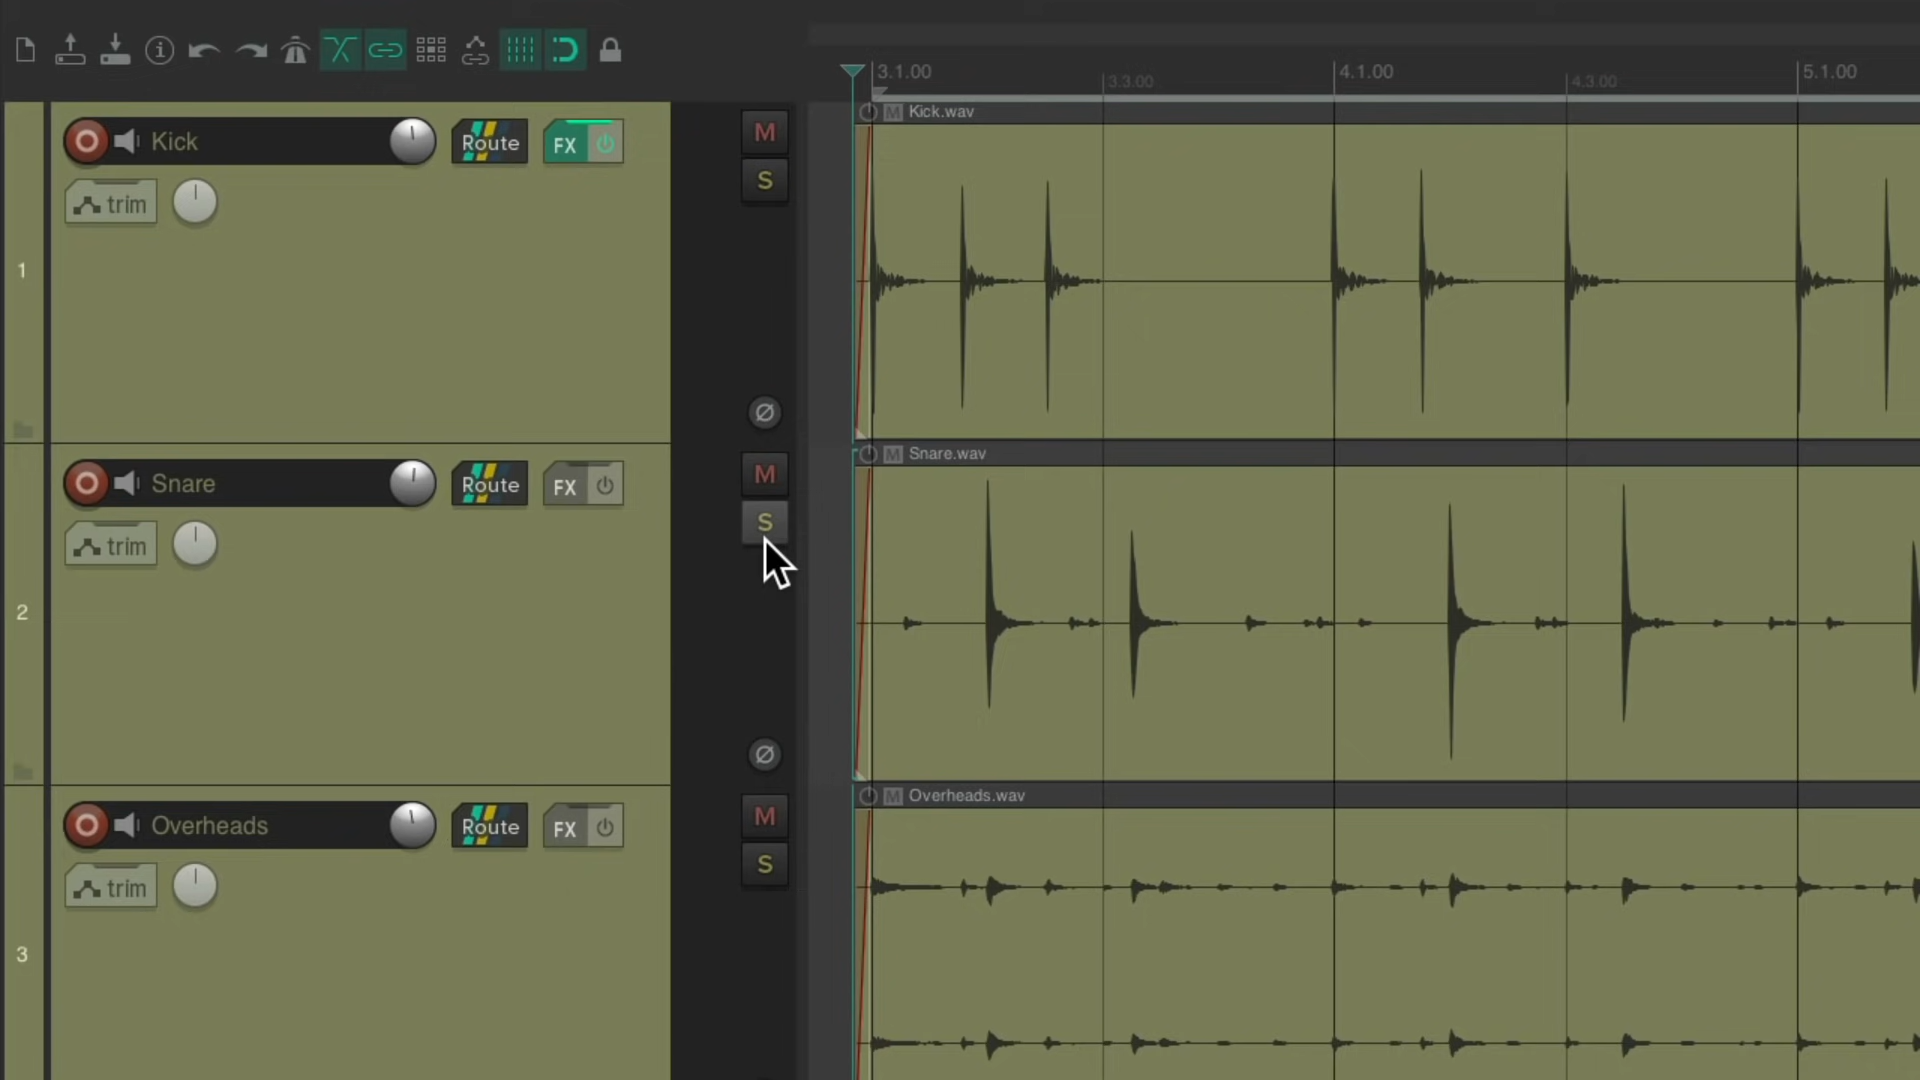 3.1.00 3.3.00 4.1.00 4.3.00 5.1.00
Kick Route FX M
M Kick.wav
trim S
1
Ø
Snare Route FX M
M Snare.wav
trim S
2
Ø
Overheads Route FX M
M Overheads.wav
trim S
3